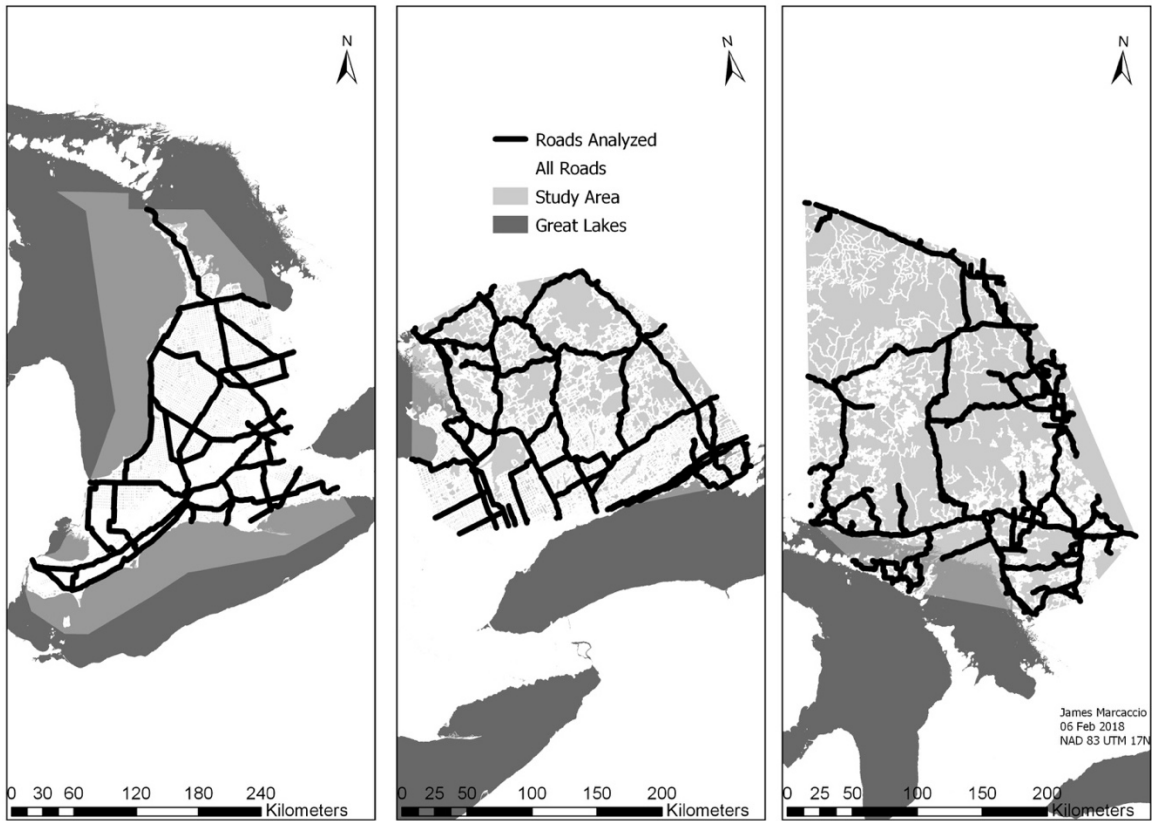 N
0 30 60 120 180 240
Kilometers
N
Roads Analyzed
All Roads
Study Area
Great Lakes
0 25 50 100 150 200
Kilometers
N
James Marcaccio
06 Feb 2018
NAD 83 UTM 17N
0 25 50 100 150 200
Kilometers